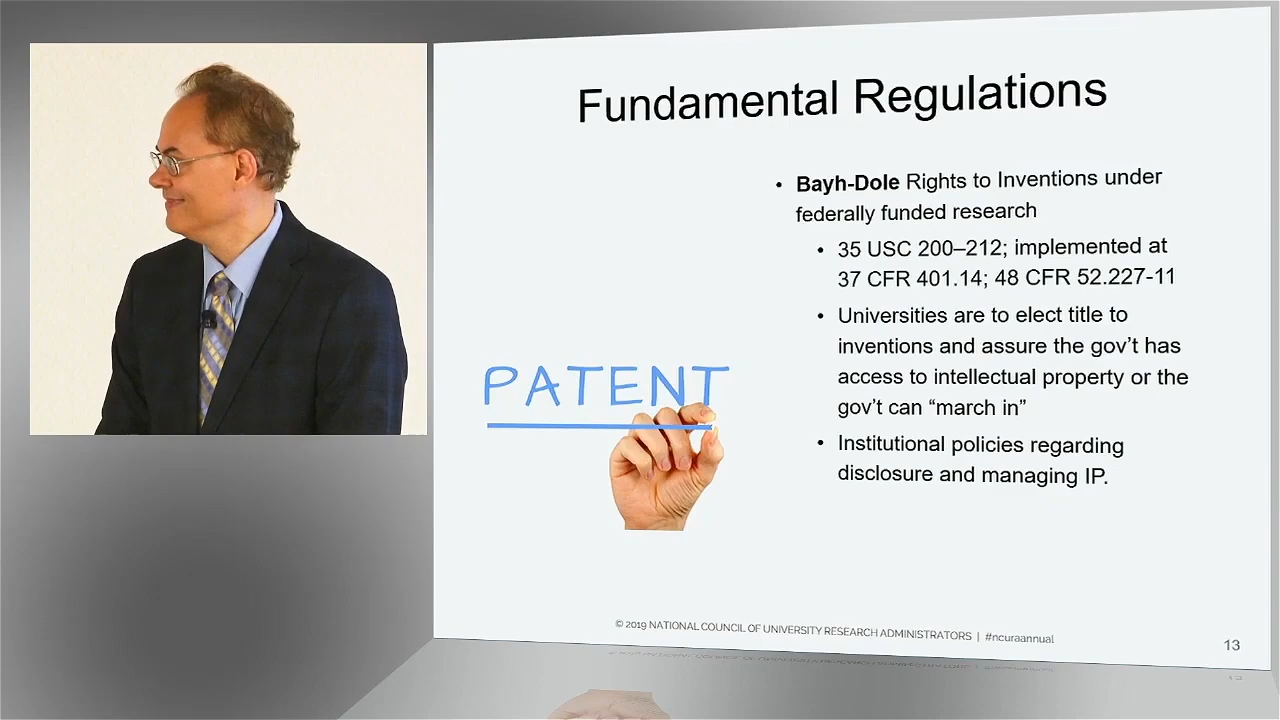 Fundamental Regulations
• Bayh-Dole Rights to Inventions under
federally funded research
• 35 USC 200–212; implemented at
37 CFR 401.14; 48 CFR 52.227-11
• Universities are to elect title to
inventions and assure the gov’t has
access to intellectual property or the
gov’t can “march in”
• Institutional policies regarding
disclosure and managing IP.
PATENT
© 2019 NATIONAL COUNCIL OF UNIVERSITY RESEARCH ADMINISTRATORS | #ncuraannual
13